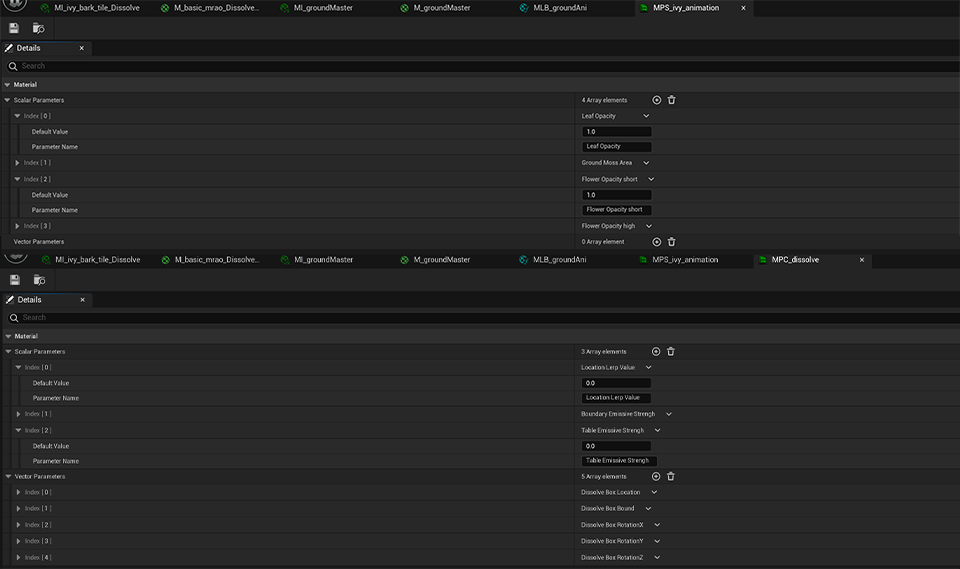 MI_ivy_bark_tile_Dissolve M_basic_mrao_Dissolve... MI_groundMaster M_groundMaster MLB_groundAni MPS_ivy_animation
Details
Search
Material
Scalar Parameters 4 Array elements
Index [ 0 ] Leaf Opacity
Default Value 1.0
Parameter Name Leaf Opacity
Index [ 1 ] Ground Moss Area
Index [ 2 ] Flower Opacity short
Default Value 1.0
Parameter Name Flower Opacity short
Index [ 3 ] Flower Opacity high
Vector Parameters 0 Array element
MI_ivy_bark_tile_Dissolve M_basic_mrao_Dissolve... MI_groundMaster M_groundMaster MLB_groundAni MPS_ivy_animation MPC_dissolve
Details
Search
Material
Scalar Parameters 3 Array elements
Index [ 0 ] Location Lerp Value
Default Value 0.0
Parameter Name Location Lerp Value
Index [ 1 ] Boundary Emissive Strengh
Index [ 2 ] Table Emissive Strengh
Default Value 0.0
Parameter Name Table Emissive Strengh
Vector Parameters 5 Array elements
Index [ 0 ] Dissolve Box Location
Index [ 1 ] Dissolve Box Bound
Index [ 2 ] Dissolve Box RotationX
Index [ 3 ] Dissolve Box RotationY
Index [ 4 ] Dissolve Box RotationZ